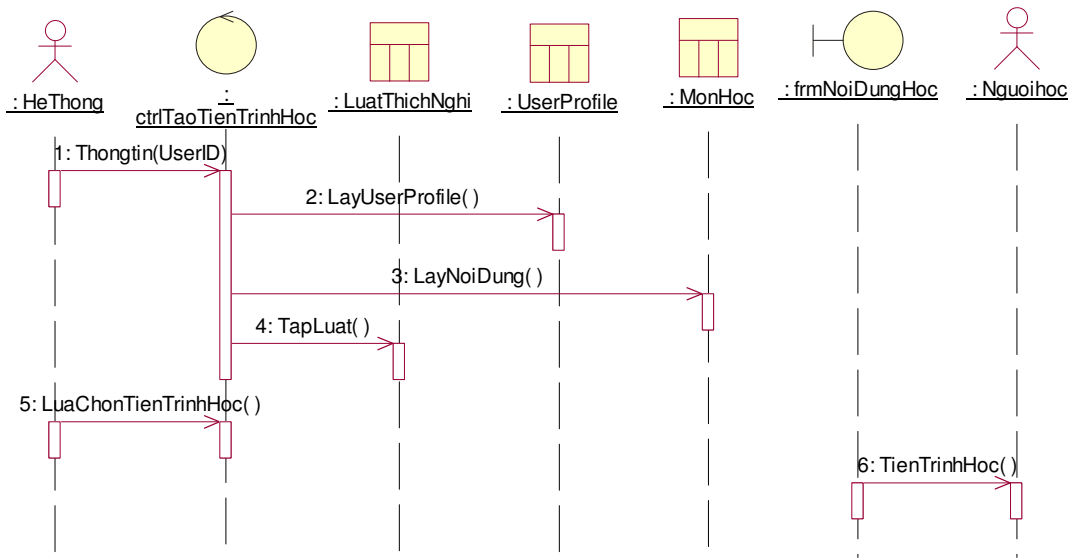 : HeThong
:
ctrlTaoTienTrinhHoc
: LuatThichNghi
: UserProfile
: MonHoc
: frmNoiDungHoc
: Nguoihoc
1: Thongtin(UserID)
2: LayUserProfile( )
3: LayNoiDung( )
4: TapLuat( )
5: LuaChonTienTrinhHoc( )
6: TienTrinhHoc( )